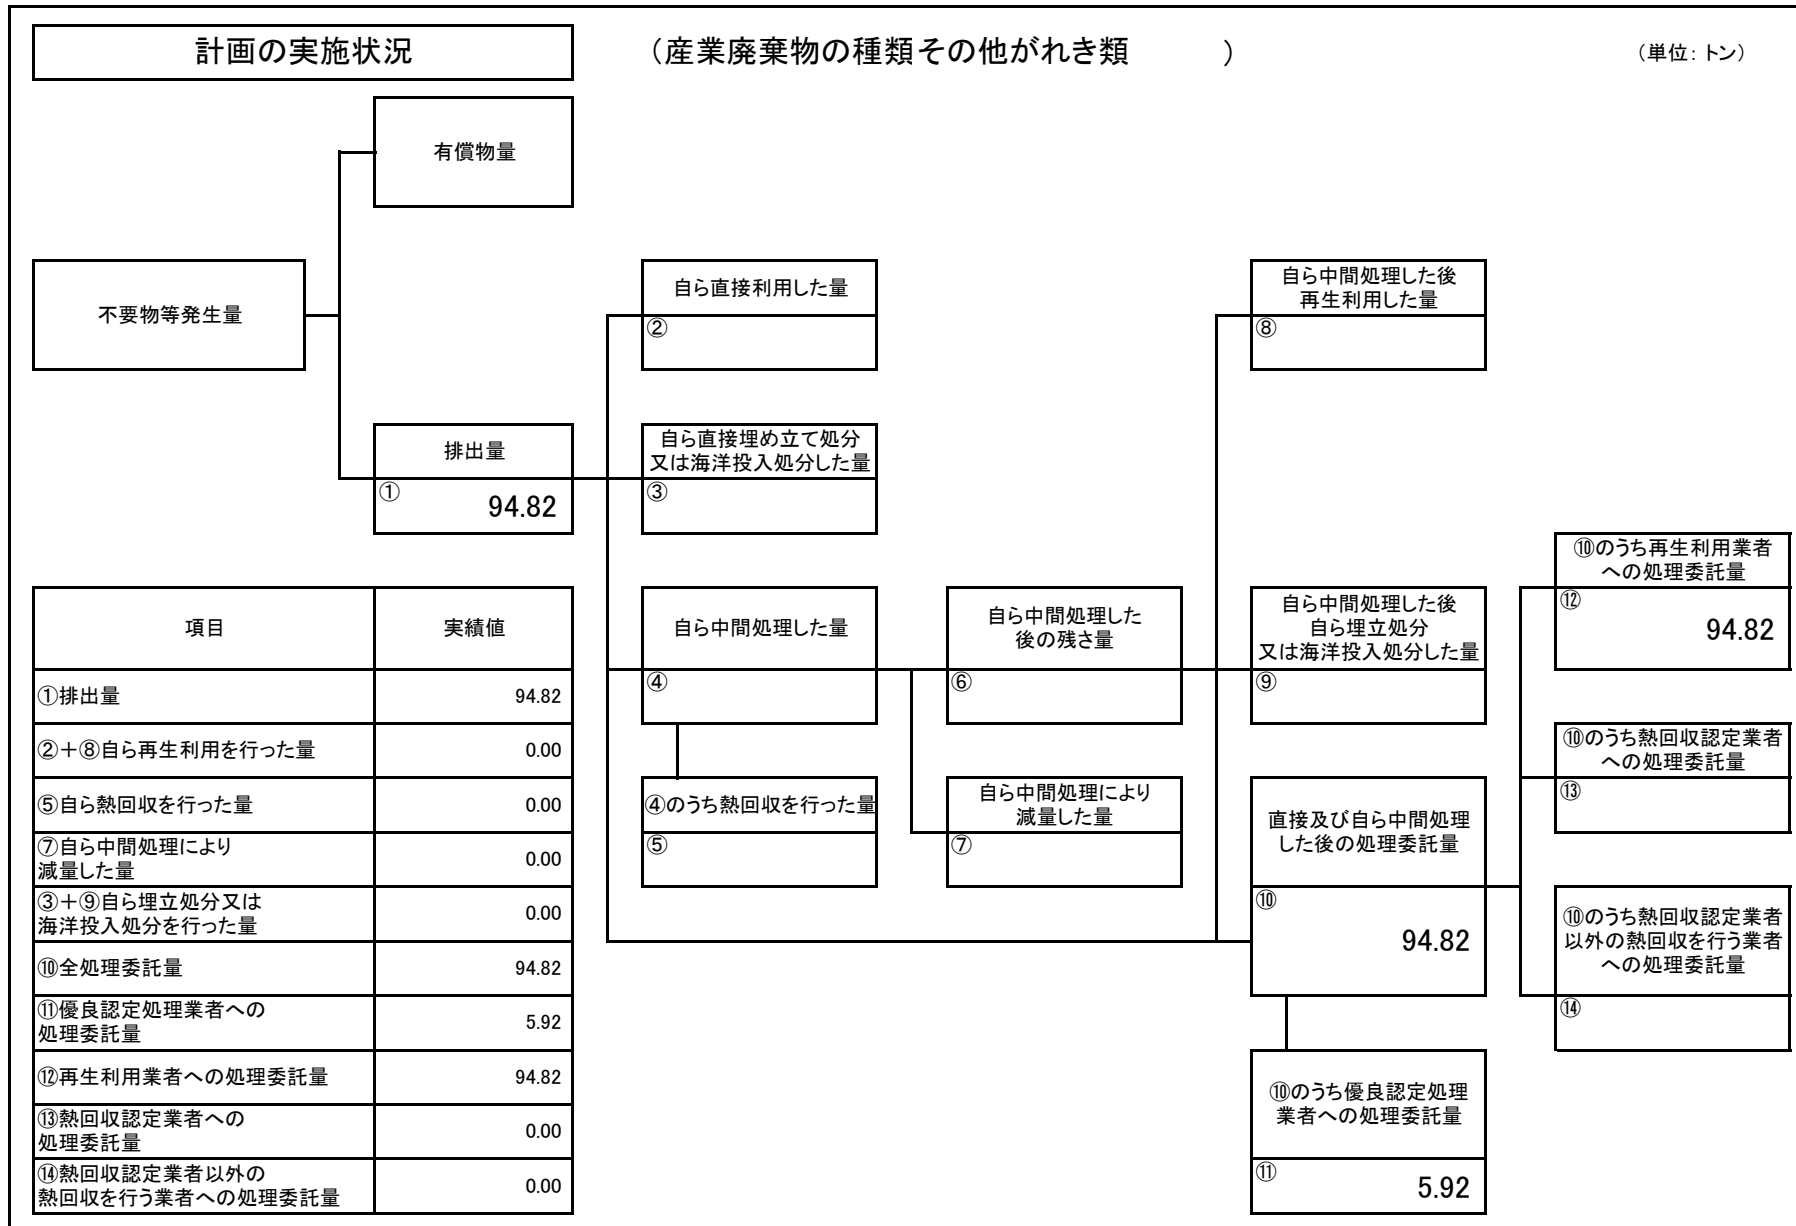 計画の実施状況
（産業廃棄物の種類その他がれき類　　　）
（単位：トン）
有償物量
不要物等発生量
自ら直接利用した量
②
自ら中間処理した後
再生利用した量
⑧
排出量
①
94.82
自ら直接埋め立て処分
又は海洋投入処分した量
③
⑩のうち再生利用業者
への処理委託量
⑫
94.82
自ら中間処理した量
④
自ら中間処理した
後の残さ量
⑥
自ら中間処理した後
自ら埋立処分
又は海洋投入処分した量
⑨
⑩のうち熱回収認定業者
への処理委託量
⑬
④のうち熱回収を行った量
⑤
自ら中間処理により
減量した量
⑦
直接及び自ら中間処理
した後の処理委託量
⑩
94.82
⑩のうち熱回収認定業者
以外の熱回収を行う業者
への処理委託量
⑭
⑩のうち優良認定処理
業者への処理委託量
⑪
5.92
項目 実績値
①排出量 94.82
②＋⑧自ら再生利用を行った量 0.00
⑤自ら熱回収を行った量 0.00
⑦自ら中間処理により
減量した量 0.00
③＋⑨自ら埋立処分又は
海洋投入処分を行った量 0.00
⑩全処理委託量 94.82
⑪優良認定処理業者への
処理委託量 5.92
⑫再生利用業者への処理委託量 94.82
⑬熱回収認定業者への
処理委託量 0.00
⑭熱回収認定業者以外の
熱回収を行う業者への処理委託量 0.00